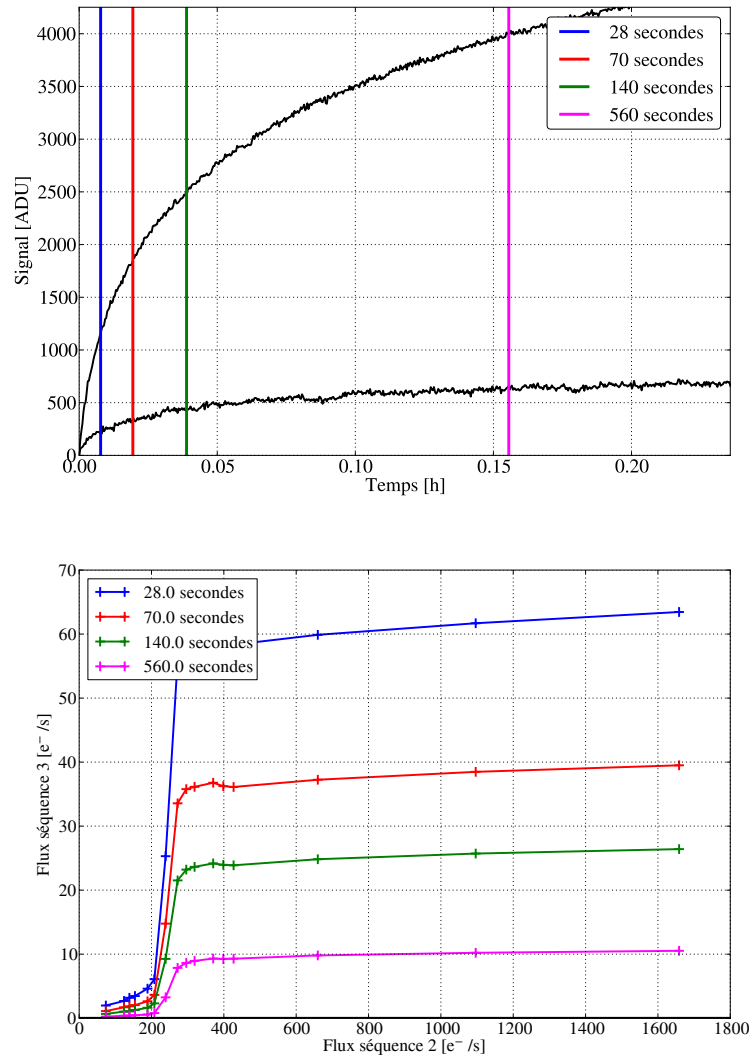 4000
3500
3000
2500
2000
1500
1000
500
0
Signal [ADU]
0.00
0.05
0.10
0.15
0.20
Temps [h]
28 secondes
70 secondes
140 secondes
560 secondes
70
60
50
40
30
20
10
0
Flux séquence 3 [e⁻ /s]
28.0 secondes
70.0 secondes
140.0 secondes
560.0 secondes
0
200
400
600
800
1000
1200
1400
1600
1800
Flux séquence 2 [e⁻ /s]